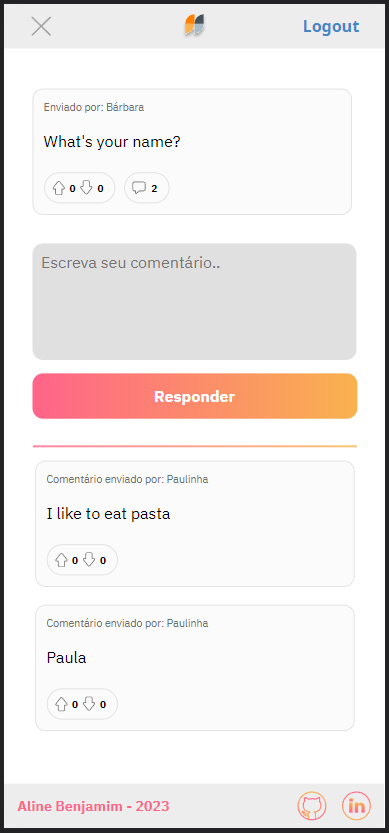 Logout
Enviado por: Bárbara
What's your name?
0 0 2
Escreva seu comentário..
Responder
Comentário enviado por: Paulinha
I like to eat pasta
0 0
Comentário enviado por: Paulinha
Paula
0 0
Aline Benjamim - 2023
in